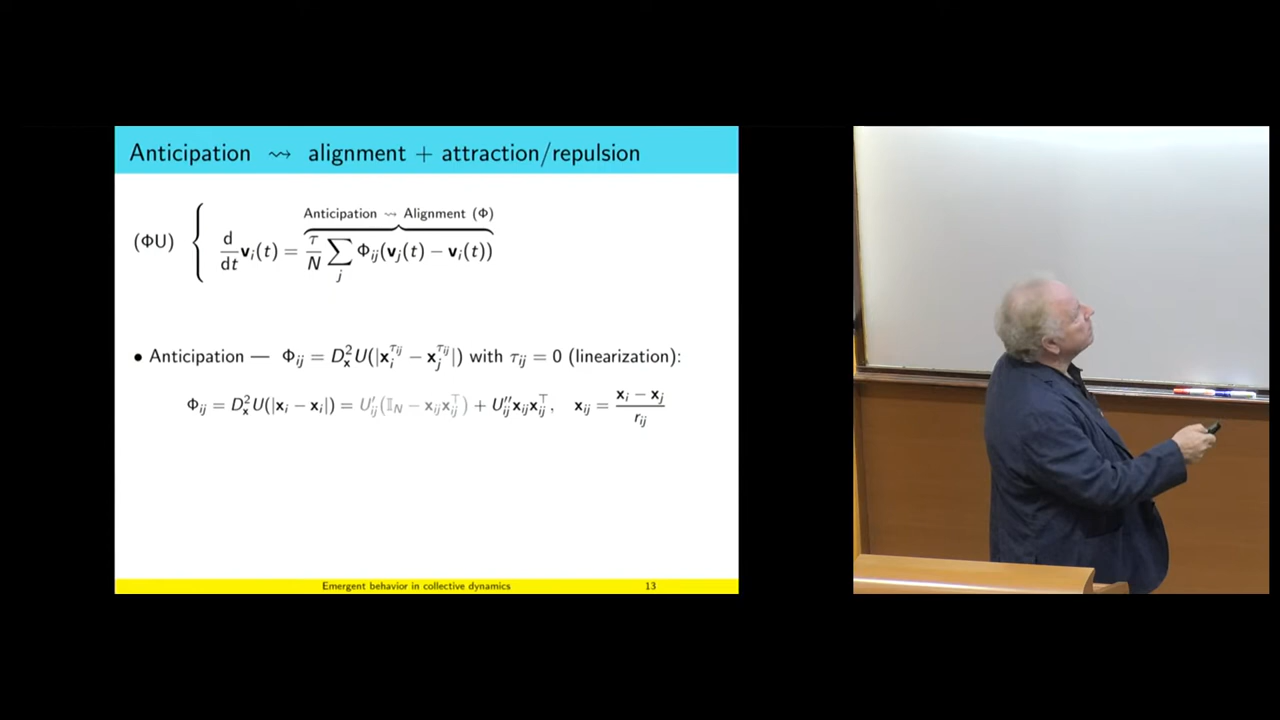 Anticipation ⇝ alignment + attraction/repulsion
Anticipation ⇝ Alignment (Φ)
(ΦU) { d/dt 𝐯ᵢ(t) = τ/N ∑ⱼ Φᵢⱼ(𝐯ⱼ(t) − 𝐯ᵢ(t))
• Anticipation — Φᵢⱼ = D²ₓU(|𝐱ᵢ^{τᵢⱼ} − 𝐱ⱼ^{τᵢⱼ}|) with τᵢⱼ = 0 (linearization):
Φᵢⱼ = D²ₓU(|𝐱ᵢ − 𝐱ᵢ|) = U′ᵢⱼ(𝕀_N − 𝐱ᵢⱼ𝐱ᵢⱼ^⊤) + U″ᵢⱼ𝐱ᵢⱼ𝐱ᵢⱼ^⊤, 𝐱ᵢⱼ = (𝐱ᵢ − 𝐱ⱼ)/rᵢⱼ
Emergent behavior in collective dynamics 13